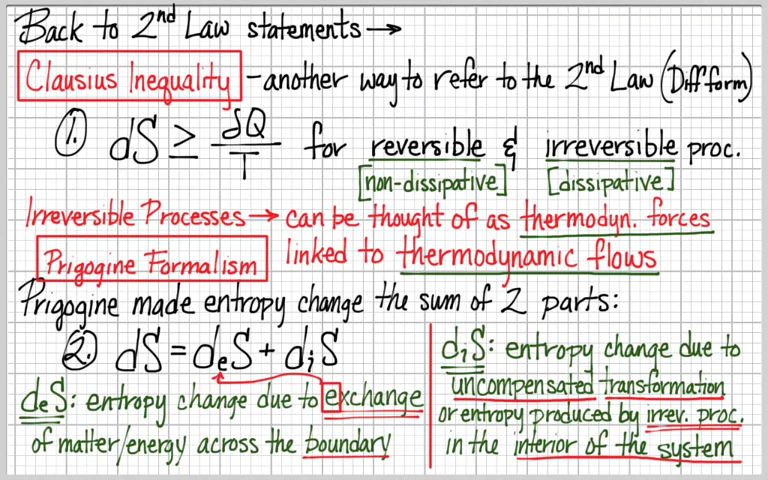 Back to 2nd Law statements →
Clausius Inequality - another way to refer to the 2nd Law (Diff form)
1. dS ≥ δQ/T for reversible & irreversible proc.
[non-dissipative] [dissipative]
Irreversible Processes → can be thought of as thermodyn. forces
Prigogine Formalism linked to thermodynamic flows
Prigogine made entropy change the sum of 2 parts:
2. dS = deS + diS
deS: entropy change due to exchange
of matter/energy across the boundary
diS: entropy change due to
uncompensated transformation
or entropy produced by irrev. proc.
in the interior of the system